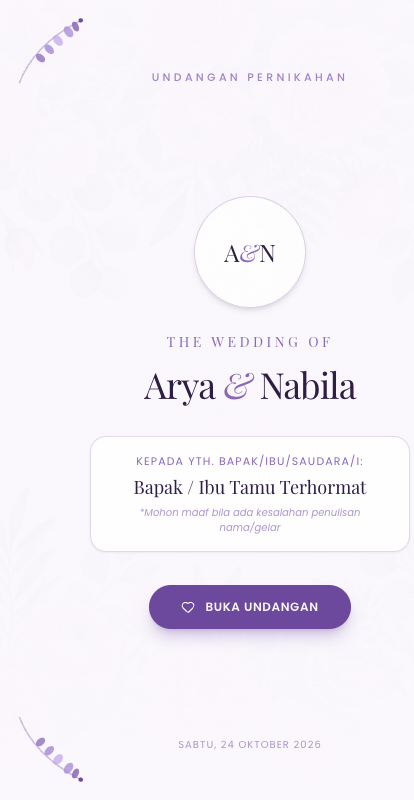 UNDANGAN PERNIKAHAN
A&N
THE WEDDING OF
Arya & Nabila
KEPADA YTH. BAPAK/IBU/SAUDARA/I:
Bapak / Ibu Tamu Terhormat
*Mohon maaf bila ada kesalahan penulisan
nama/gelar
BUKA UNDANGAN
SABTU, 24 OKTOBER 2026